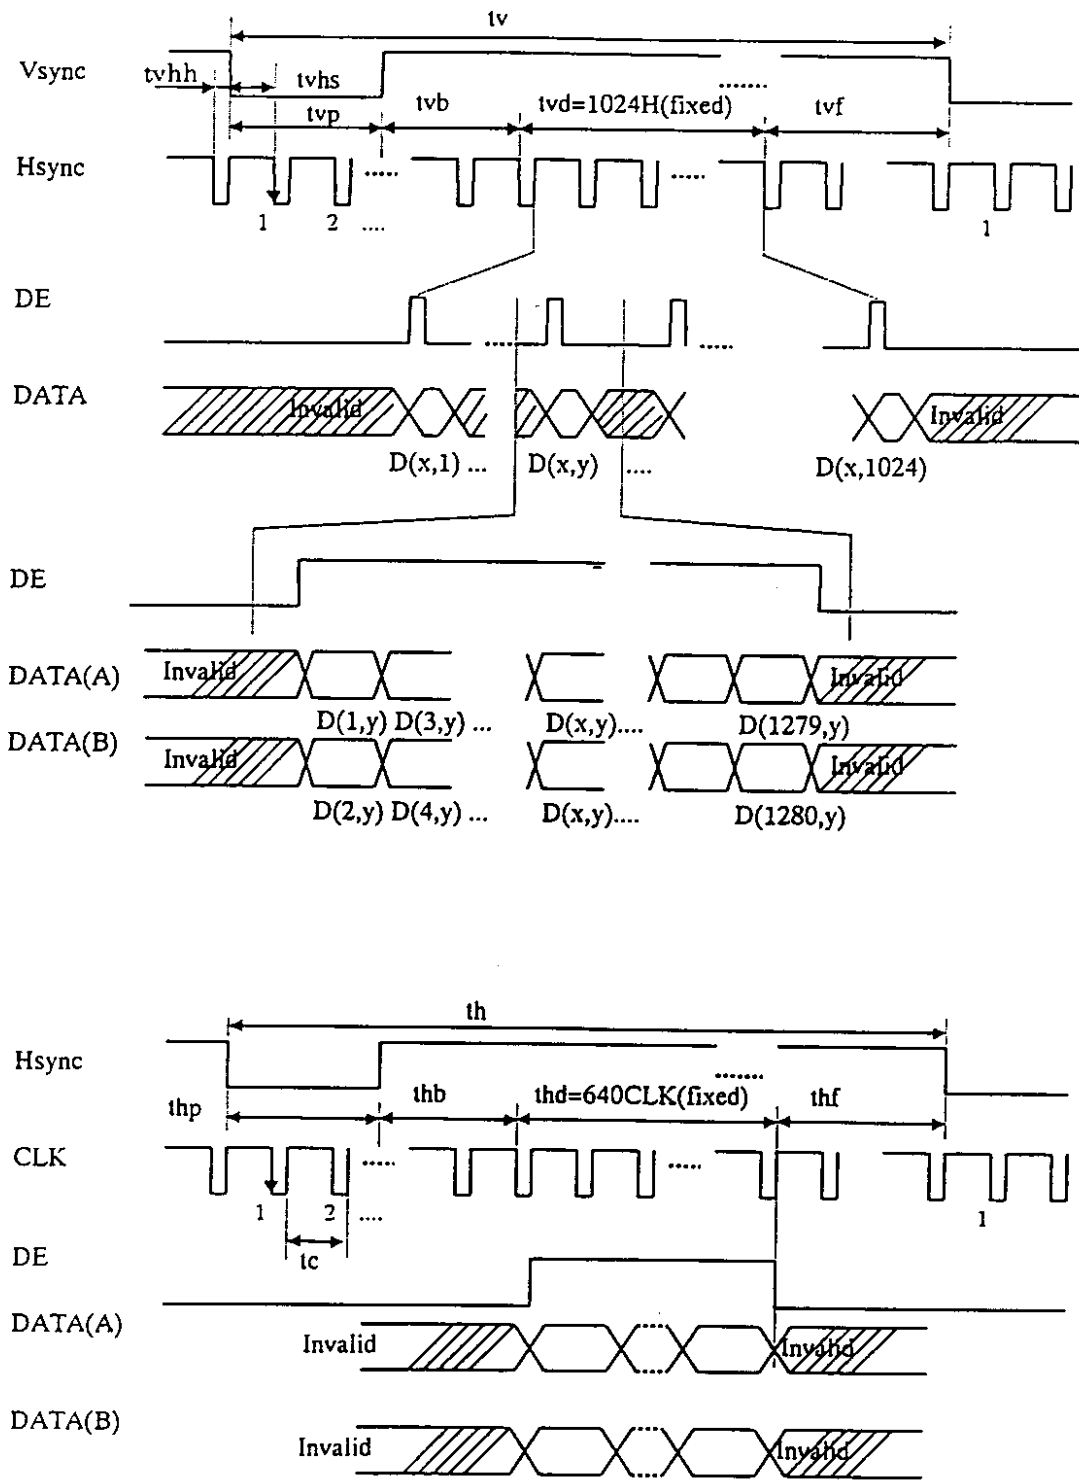 tv
Vsync
tvhh
tvhs
tvp
tvb
tvd=1024H(fixed)
tvf
Hsync
1 2 .... 1
DE
DATA
Invalid Invalid
D(x,1) ... D(x,y) .... D(x,1024)
DE
DATA(A)
Invalid Invalid
D(1,y) D(3,y) ... D(x,y).... D(1279,y)
DATA(B)
Invalid Invalid
D(2,y) D(4,y) ... D(x,y).... D(1280,y)
th
Hsync
thp
thb
thd=640CLK(fixed)
thf
CLK
1 2 .... 1
tc
DE
DATA(A)
Invalid Invalid
DATA(B)
Invalid Invalid